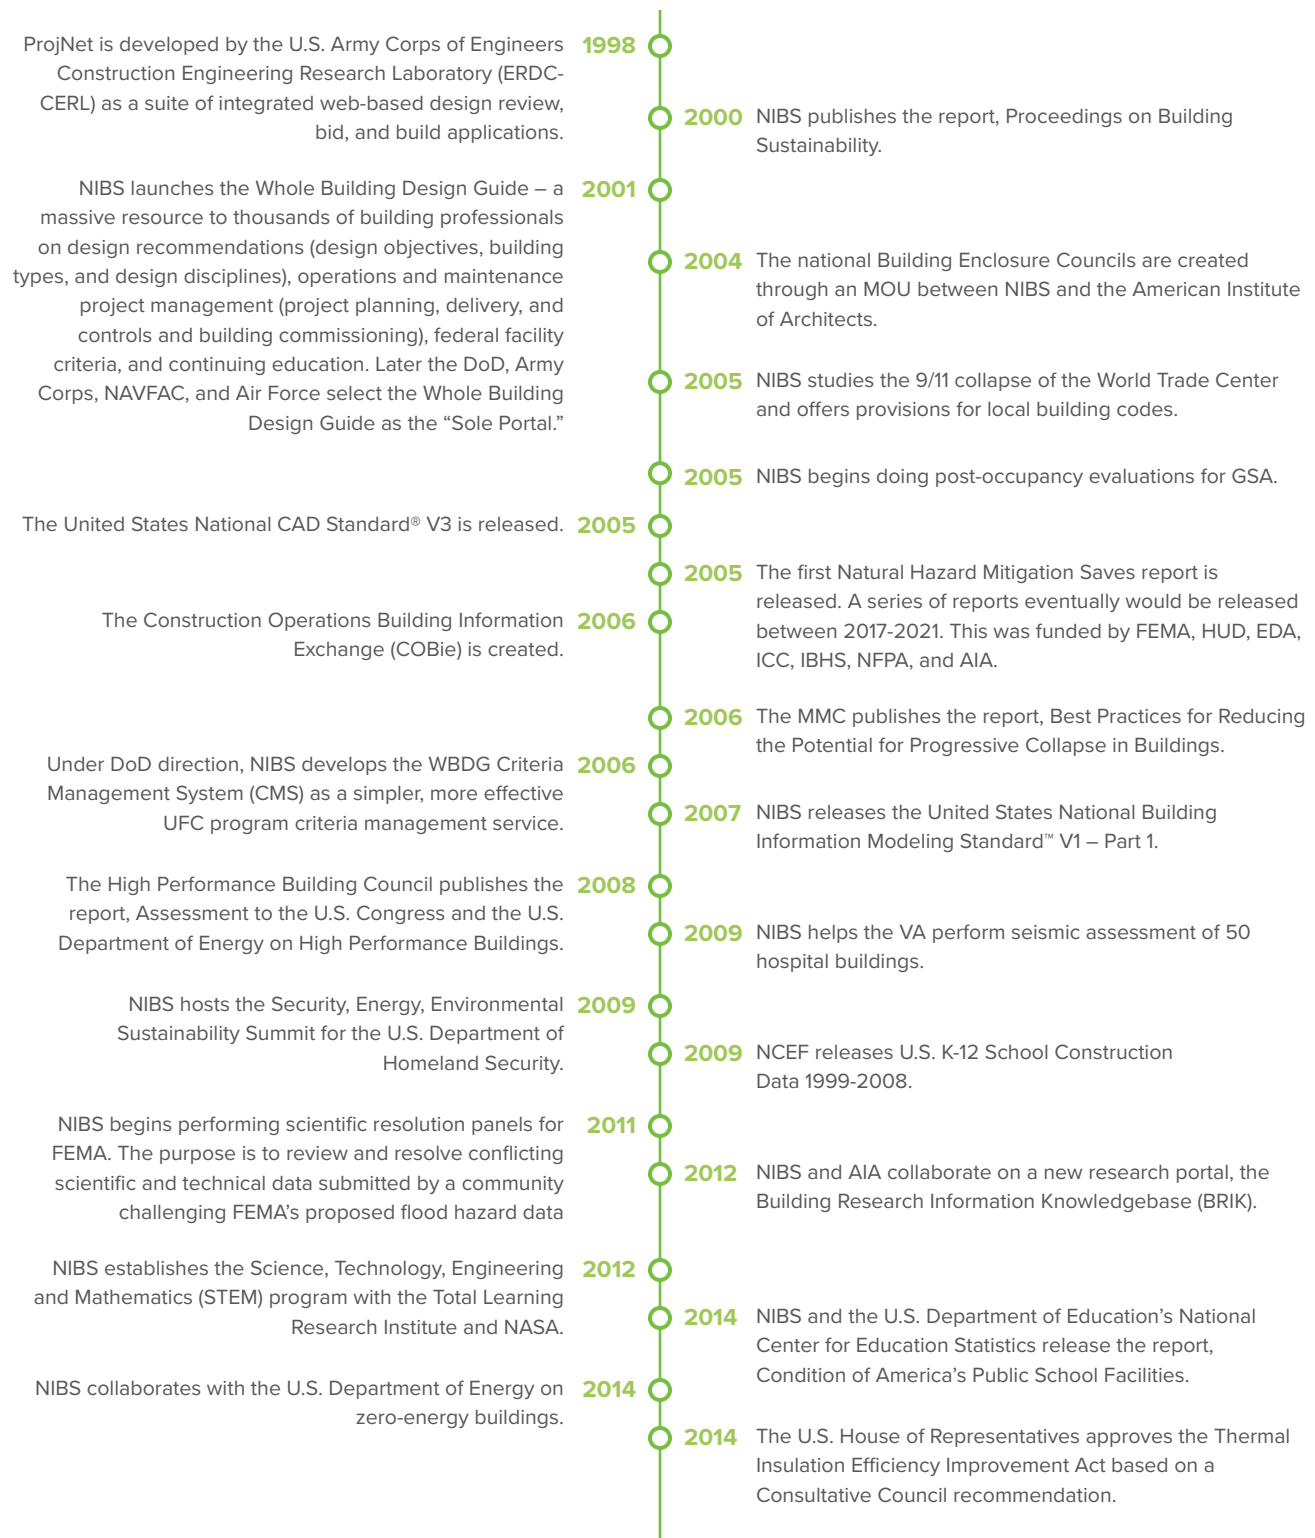 1998
ProjNet is developed by the U.S. Army Corps of Engineers
Construction Engineering Research Laboratory (ERDC-
CERL) as a suite of integrated web-based design review,
bid, and build applications.
2000
NIBS publishes the report, Proceedings on Building
Sustainability.
2001
NIBS launches the Whole Building Design Guide – a
massive resource to thousands of building professionals
on design recommendations (design objectives, building
types, and design disciplines), operations and maintenance
project management (project planning, delivery, and
controls and building commissioning), federal facility
criteria, and continuing education. Later the DoD, Army
Corps, NAVFAC, and Air Force select the Whole Building
Design Guide as the “Sole Portal.”
2004
The national Building Enclosure Councils are created
through an MOU between NIBS and the American Institute
of Architects.
2005
NIBS studies the 9/11 collapse of the World Trade Center
and offers provisions for local building codes.
2005
NIBS begins doing post-occupancy evaluations for GSA.
2005
The United States National CAD Standard® V3 is released.
2005
The first Natural Hazard Mitigation Saves report is
released. A series of reports eventually would be released
between 2017-2021. This was funded by FEMA, HUD, EDA,
ICC, IBHS, NFPA, and AIA.
2006
The Construction Operations Building Information
Exchange (COBie) is created.
2006
The MMC publishes the report, Best Practices for Reducing
the Potential for Progressive Collapse in Buildings.
2006
Under DoD direction, NIBS develops the WBDG Criteria
Management System (CMS) as a simpler, more effective
UFC program criteria management service.
2007
NIBS releases the United States National Building
Information Modeling Standard™ V1 – Part 1.
2008
The High Performance Building Council publishes the
report, Assessment to the U.S. Congress and the U.S.
Department of Energy on High Performance Buildings.
2009
NIBS helps the VA perform seismic assessment of 50
hospital buildings.
2009
NIBS hosts the Security, Energy, Environmental
Sustainability Summit for the U.S. Department of
Homeland Security.
2009
NCEF releases U.S. K-12 School Construction
Data 1999-2008.
2011
NIBS begins performing scientific resolution panels for
FEMA. The purpose is to review and resolve conflicting
scientific and technical data submitted by a community
challenging FEMA’s proposed flood hazard data
2012
NIBS and AIA collaborate on a new research portal, the
Building Research Information Knowledgebase (BRIK).
2012
NIBS establishes the Science, Technology, Engineering
and Mathematics (STEM) program with the Total Learning
Research Institute and NASA.
2014
NIBS and the U.S. Department of Education’s National
Center for Education Statistics release the report,
Condition of America’s Public School Facilities.
2014
NIBS collaborates with the U.S. Department of Energy on
zero-energy buildings.
2014
The U.S. House of Representatives approves the Thermal
Insulation Efficiency Improvement Act based on a
Consultative Council recommendation.